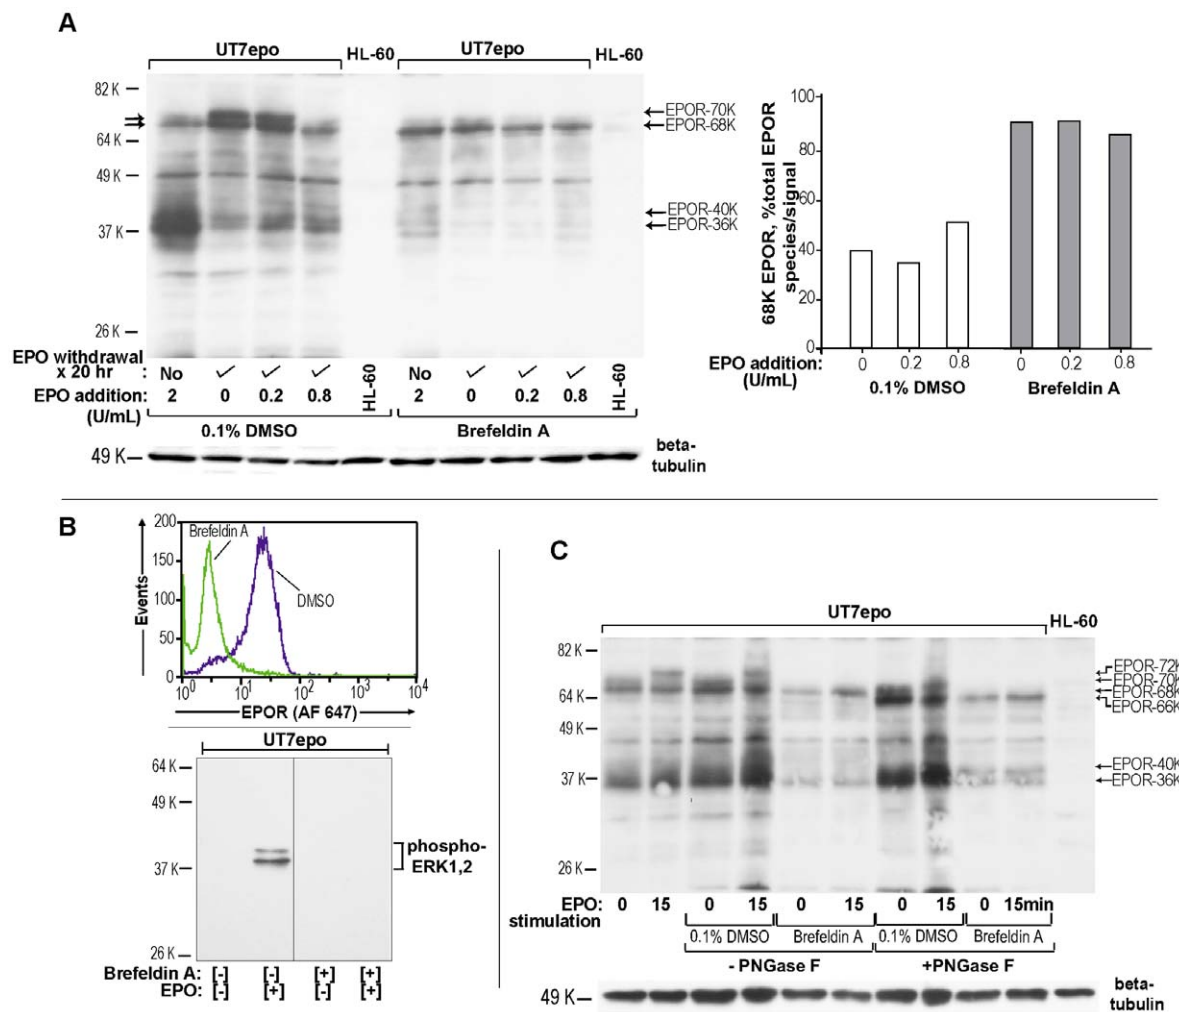 A
UT7epo
HL-60
UT7epo
HL-60
82 K
64 K
49 K
37 K
26 K
EPOR-70K
EPOR-68K
EPOR-40K
EPOR-36K
EPO withdrawal
x 20 hr : No ✓ ✓ ✓ No ✓ ✓ ✓
EPO addition: 2 0 0.2 0.8 HL-60 2 0 0.2 0.8 HL-60
(U/mL)
0.1% DMSO
Brefeldin A
49 K
beta-
tubulin
68K EPOR, %total EPOR
species/signal
100
80
60
40
20
0
EPO addition: 0 0.2 0.8 0 0.2 0.8
(U/mL)
0.1% DMSO
Brefeldin A
B
Events
200
150
100
50
0
Brefeldin A
DMSO
10^0 10^1 10^2 10^3 10^4
EPOR (AF 647)
UT7epo
64 K
49 K
37 K
26 K
phospho-
ERK1,2
Brefeldin A: [-] [-] [+] [+]
EPO: [-] [+] [-] [+]
C
UT7epo
HL-60
82 K
64 K
49 K
37 K
26 K
EPOR-72K
EPOR-70K
EPOR-68K
EPOR-66K
EPOR-40K
EPOR-36K
EPO: 0 15 0 15 0 15 0 15 0 15min
stimulation
0.1% DMSO Brefeldin A 0.1% DMSO Brefeldin A
- PNGase F
+PNGase F
49 K
beta-
tubulin